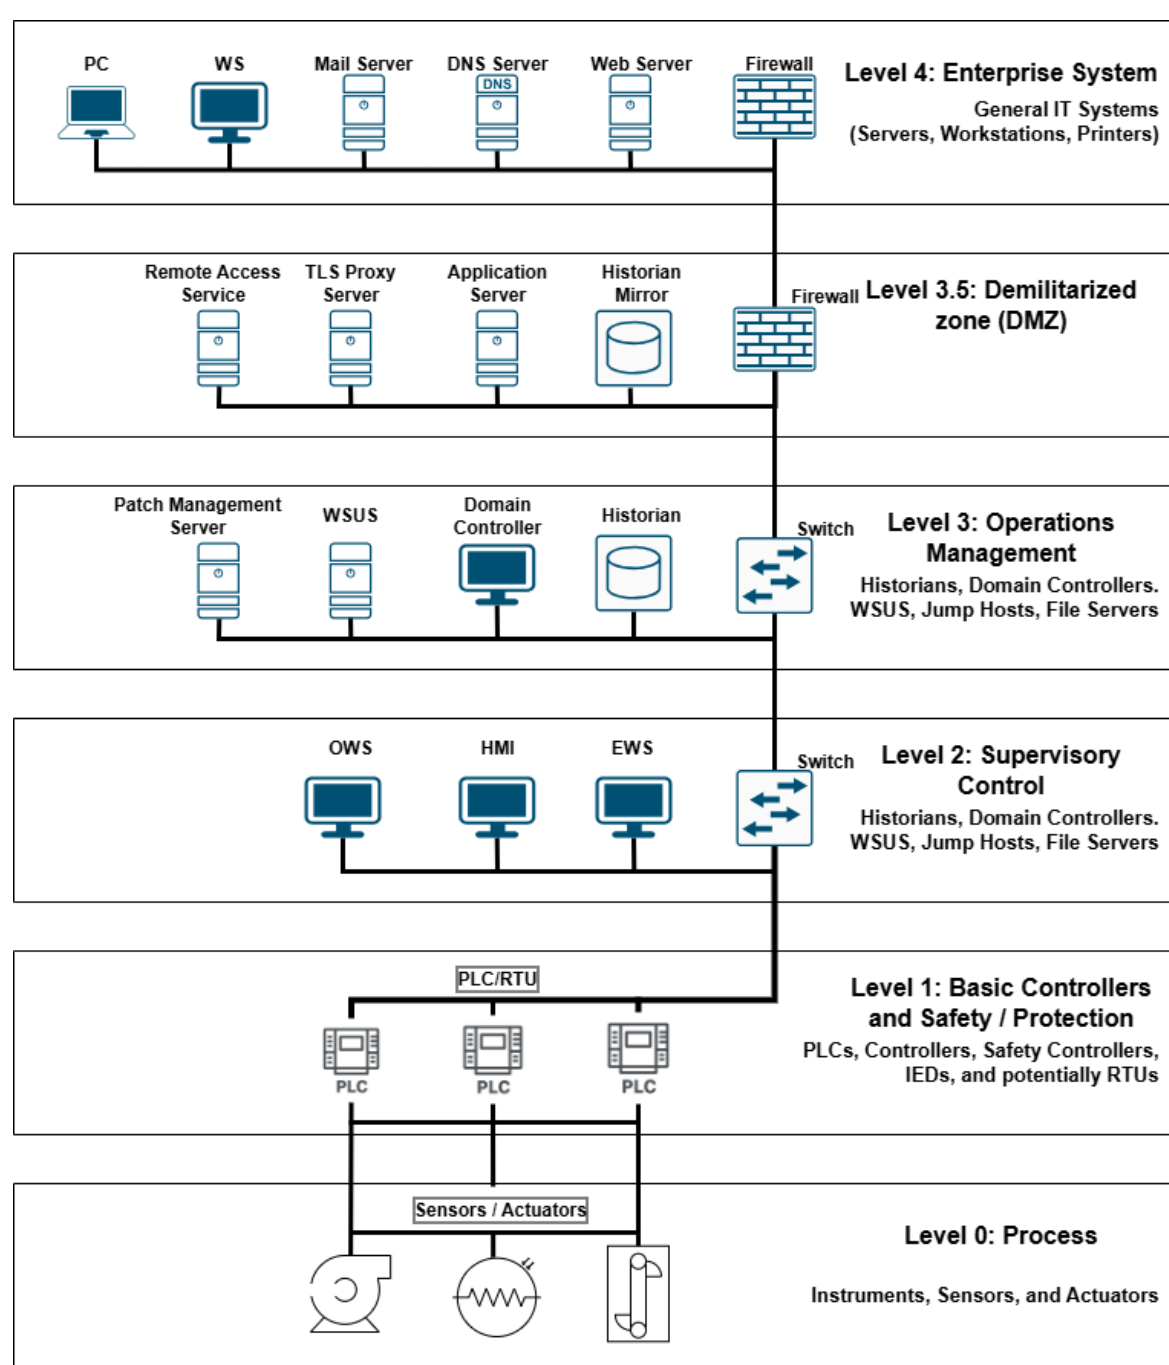 PC
WS
Mail Server
DNS Server
DNS
Web Server
Firewall
Level 4: Enterprise System
General IT Systems
(Servers, Workstations, Printers)
Remote Access
Service
TLS Proxy
Server
Application
Server
Historian
Mirror
Firewall
Level 3.5: Demilitarized
zone (DMZ)
Patch Management
Server
WSUS
Domain
Controller
Historian
Switch
Level 3: Operations
Management
Historians, Domain Controllers.
WSUS, Jump Hosts, File Servers
OWS
HMI
EWS
Switch
Level 2: Supervisory
Control
Historians, Domain Controllers.
WSUS, Jump Hosts, File Servers
PLC/RTU
PLC
PLC
PLC
Level 1: Basic Controllers
and Safety / Protection
PLCs, Controllers, Safety Controllers,
IEDs, and potentially RTUs
Sensors / Actuators
Level 0: Process
Instruments, Sensors, and Actuators